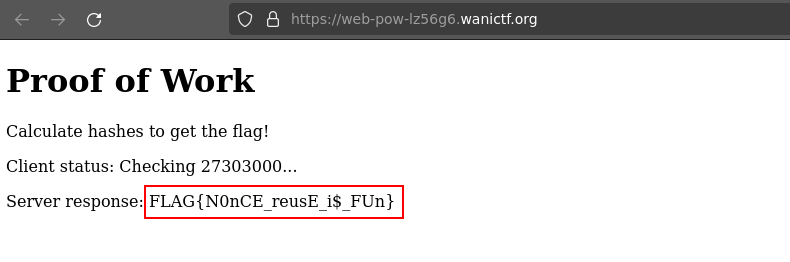 https://web-pow-lz56g6.wanictf.org
Proof of Work
Calculate hashes to get the flag!
Client status: Checking 27303000...
Server response: FLAG{N0nCE_reusE_i$_FUn}